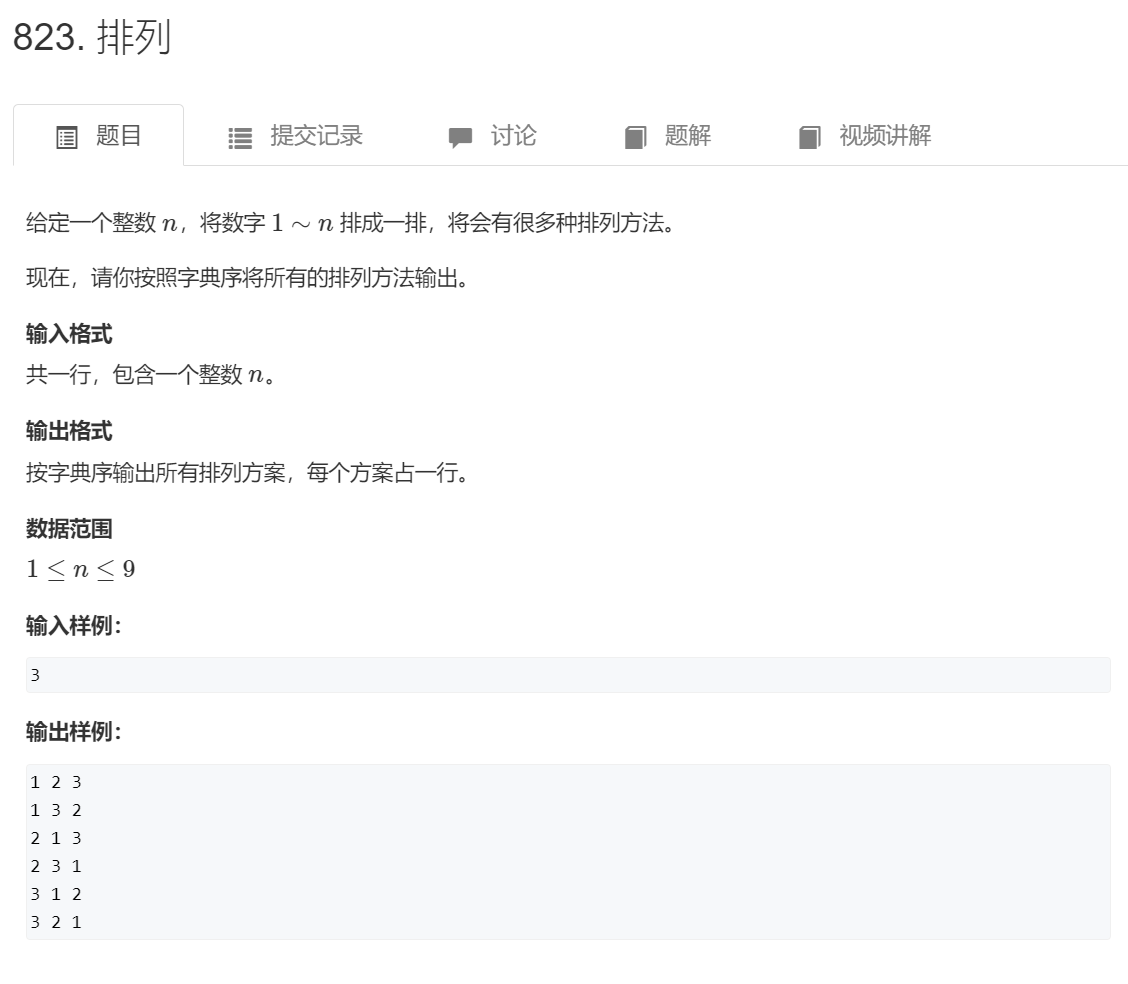 823. 排列
题目 提交记录 讨论 题解 视频讲解
给定一个整数 n，将数字 1 ∼ n 排成一排，将会有很多种排列方法。
现在，请你按照字典序将所有的排列方法输出。
输入格式
共一行，包含一个整数 n。
输出格式
按字典序输出所有排列方案，每个方案占一行。
数据范围
1 ≤ n ≤ 9
输入样例：
3
输出样例：
1 2 3
1 3 2
2 1 3
2 3 1
3 1 2
3 2 1